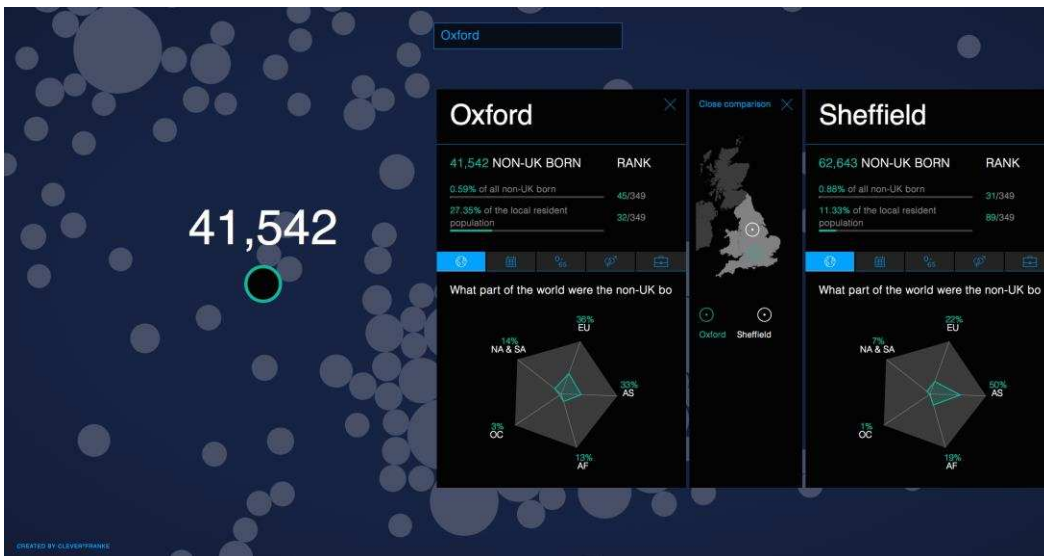 Oxford
41,542
Oxford
41,542 NON-UK BORN RANK
0.59% of all non-UK born 45/349
27.35% of the local resident
population 32/349
What part of the world were the non-UK bo
36%
EU
14%
NA & SA
33%
AS
3%
OC
13%
AF
Close comparison
Oxford Sheffield
Sheffield
62,643 NON-UK BORN RANK
0.88% of all non-UK born 31/349
11.33% of the local resident
population 89/349
What part of the world were the non-UK bo
22%
EU
7%
NA & SA
50%
AS
1%
OC
19%
AF
CREATED BY CLEVER°FRANKE